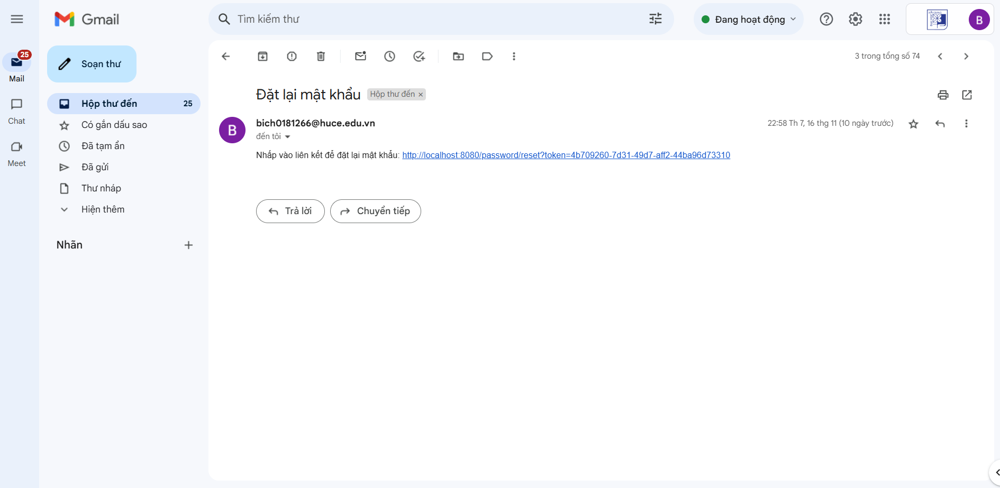 Gmail
Tìm kiếm thư
Đang hoạt động
B
25
Mail
Chat
Meet
Soạn thư
Hộp thư đến 25
Có gắn dấu sao
Đã tạm ẩn
Đã gửi
Thư nháp
Hiện thêm
Nhãn
3 trong tổng số 74
Đặt lại mật khẩu
Hộp thư đến ×
B
bich0181266@huce.edu.vn
22:58 Th 7, 16 thg 11 (10 ngày trước)
đến tôi
Nhấp vào liên kết để đặt lại mật khẩu: http://localhost:8080/password/reset?token=4b709260-7d31-49d7-aff2-44ba96d73310
Trả lời
Chuyển tiếp